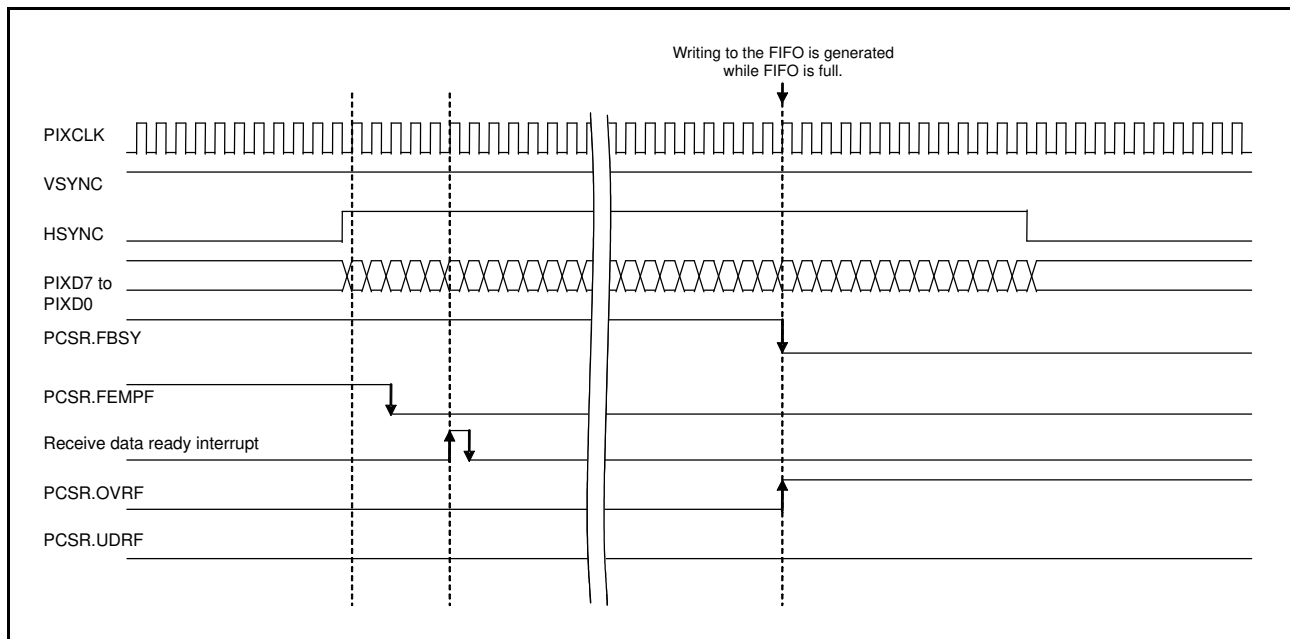 Writing to the FIFO is generated
while FIFO is full.
PIXCLK
VSYNC
HSYNC
PIXD7 to
PIXD0
PCSR.FBSY
PCSR.FEMPF
Receive data ready interrupt
PCSR.OVRF
PCSR.UDRF